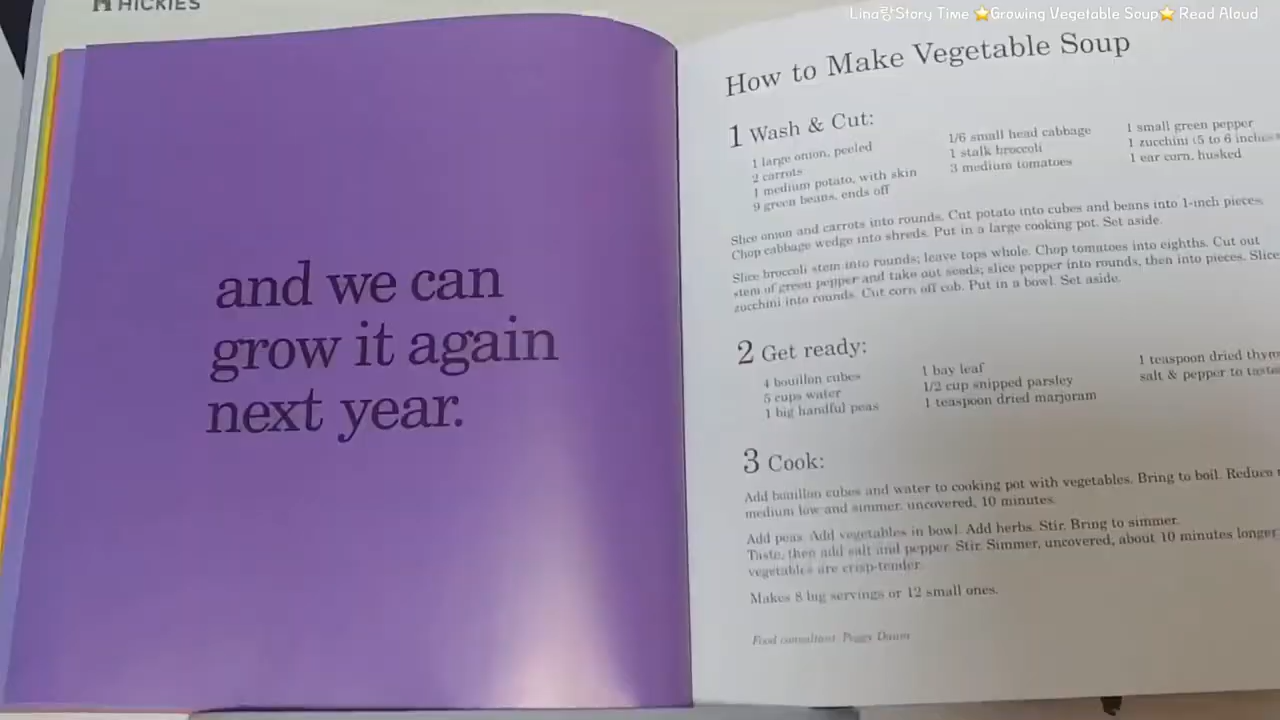 HICKIES
Lina랑Story Time ⭐Growing Vegetable Soup⭐ Read Aloud
and we can
grow it again
next year.
How to Make Vegetable Soup
1 Wash & Cut:
1 large onion, peeled
2 carrots
1 medium potato, with skin
9 green beans, ends off
1/6 small head cabbage
1 stalk broccoli
3 medium tomatoes
1 small green pepper
1 zucchini (5 to 6 inches
1 ear corn, husked
Slice onion and carrots into rounds. Cut potato into cubes and beans into 1-inch pieces.
Chop cabbage wedge into shreds. Put in a large cooking pot. Set aside.
Slice broccoli stem into rounds; leave tops whole. Chop tomatoes into eighths. Cut out
stem of green pepper and take out seeds; slice pepper into rounds, then into pieces. Slice
zucchini into rounds. Cut corn off cob. Put in a bowl. Set aside.
2 Get ready:
4 bouillon cubes
5 cups water
1 big handful peas
1 bay leaf
1/2 cup snipped parsley
1 teaspoon dried marjoram
1 teaspoon dried thym
salt & pepper to taste
3 Cook:
Add bouillon cubes and water to cooking pot with vegetables. Bring to boil. Reduce
medium low and simmer, uncovered, 10 minutes.
Add peas. Add vegetables in bowl. Add herbs. Stir. Bring to simmer.
Taste, then add salt and pepper. Stir. Simmer, uncovered, about 10 minutes longer
vegetables are crisp-tender.
Makes 8 big servings or 12 small ones.
Food consultant: Peggy Daum